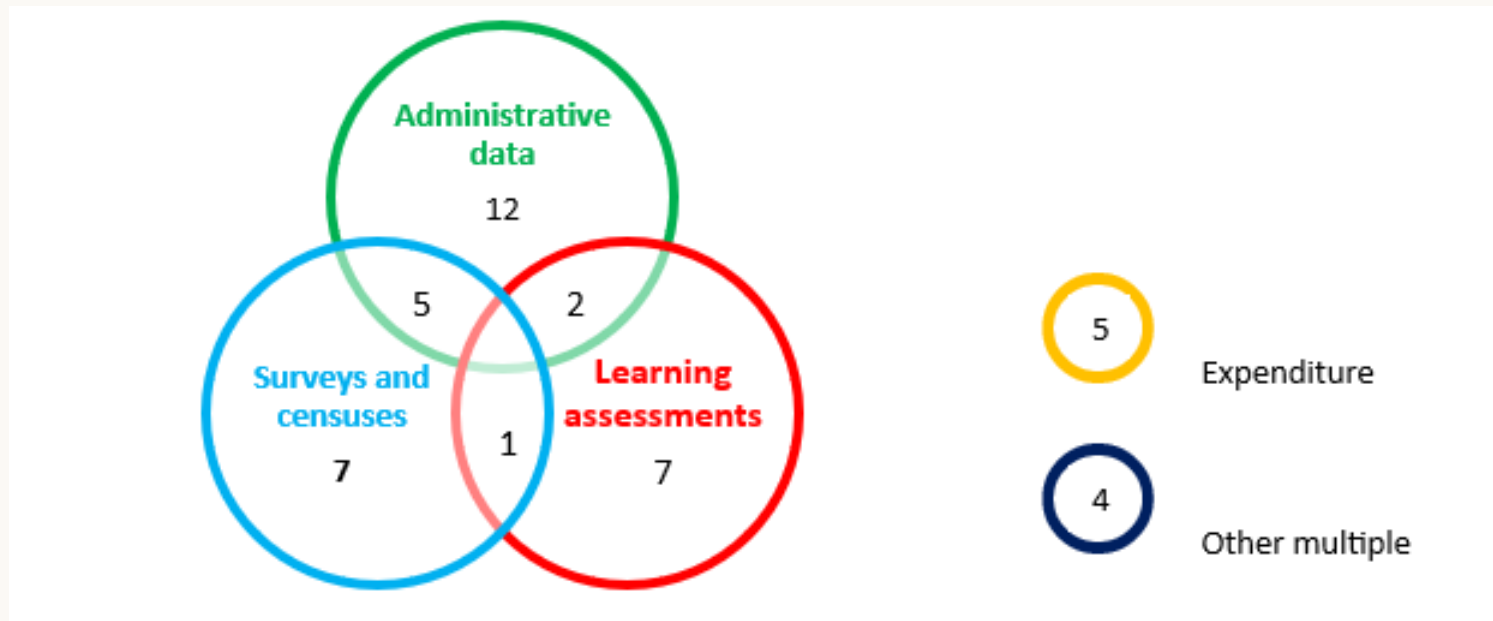 Administrative
data
12
5
2
Surveys and
censuses
7
Learning
assessments
7
1
5
Expenditure
4
Other multiple